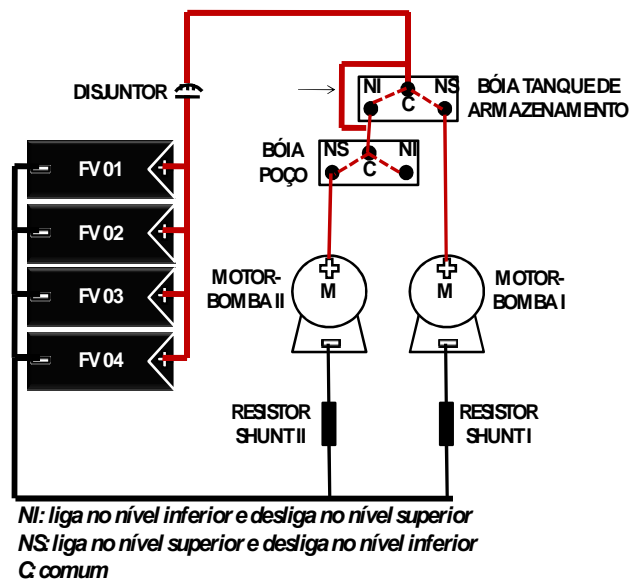 DISJUNTOR
NI
NS
C
BÓIA TANQUE DE
ARMAZENAMENTO
BÓIA
POÇO
NS
NI
C
FV 01
FV 02
FV 03
FV 04
MOTOR-
BOMBA II
M
M
MOTOR-
BOMBA I
RESISTOR
SHUNT II
RESISTOR
SHUNT I
NI: liga no nível inferior e desliga no nível superior
NS: liga no nível superior e desliga no nível inferior
C: comum